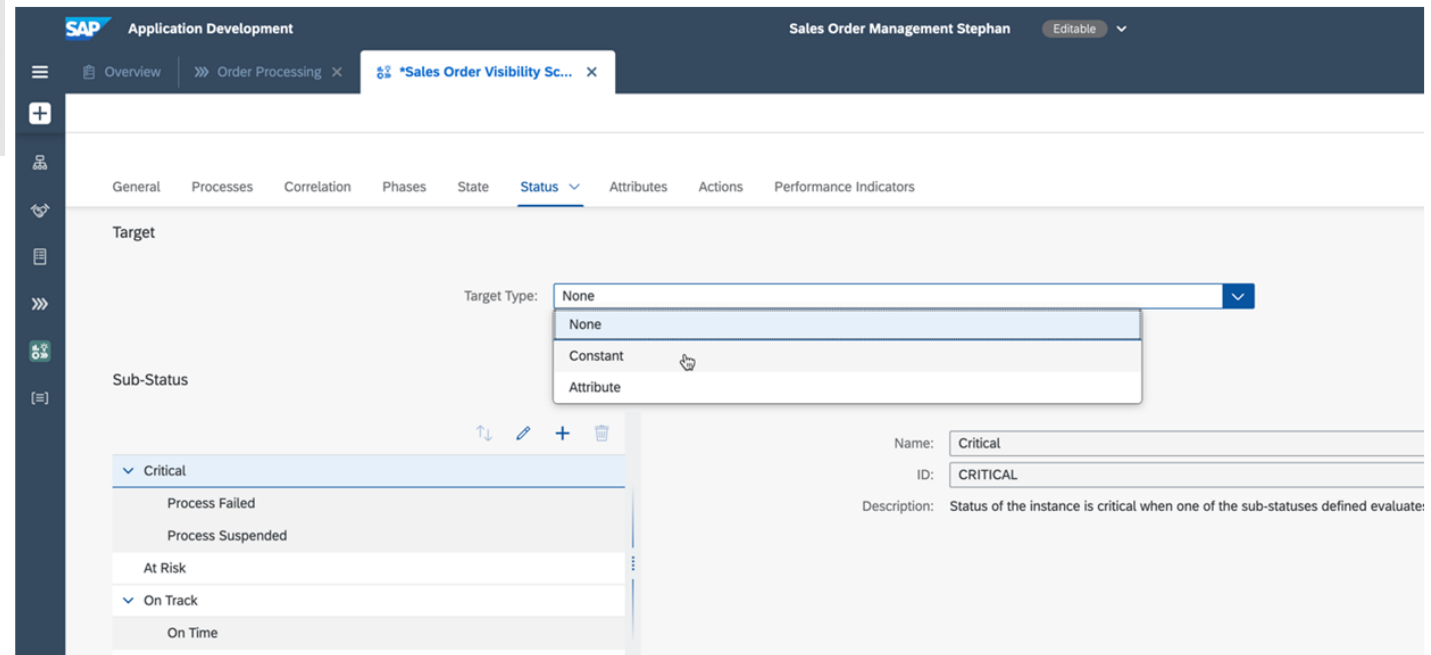 SAP Application Development Sales Order Management Stephan Editable
Overview Order Processing *Sales Order Visibility Sc...
General Processes Correlation Phases State Status Attributes Actions Performance Indicators
Target
Target Type: None
None
Constant
Attribute
Sub-Status
Critical
Process Failed
Process Suspended
At Risk
On Track
On Time
Name: Critical
ID: CRITICAL
Description: Status of the instance is critical when one of the sub-statuses defined evaluates